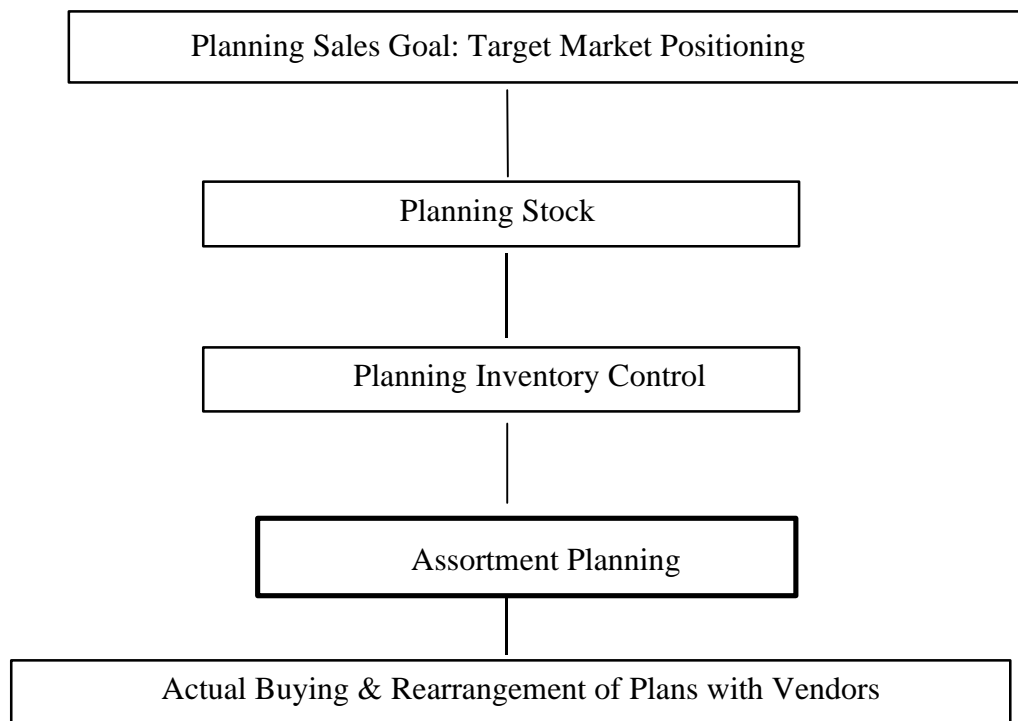 Planning Sales Goal: Target Market Positioning
Planning Stock
Planning Inventory Control
Assortment Planning
Actual Buying & Rearrangement of Plans with Vendors